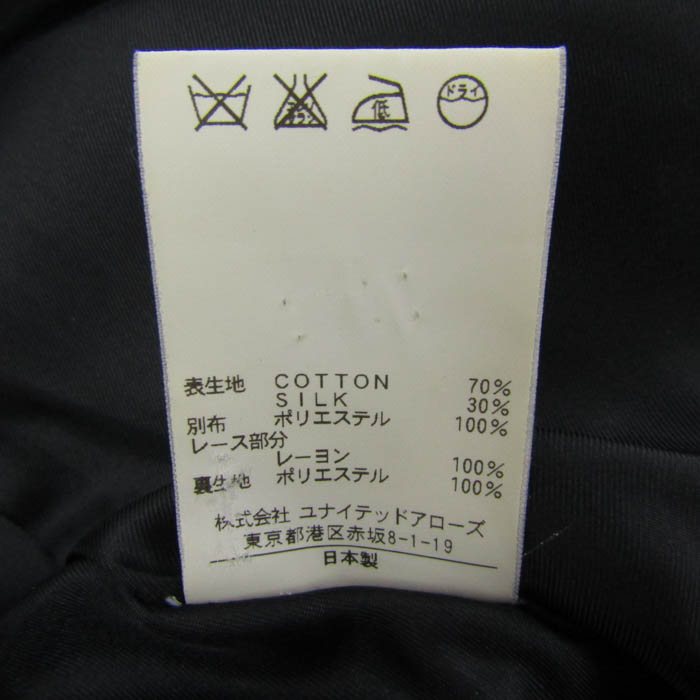 低 ドライ
表生地 COTTON 70%
SILK 30%
別布 ポリエステル 100%
レース部分
レーヨン 100%
裏生地 ポリエステル 100%
株式会社 ユナイテッドアローズ
東京都港区赤坂8-1-19
日本製